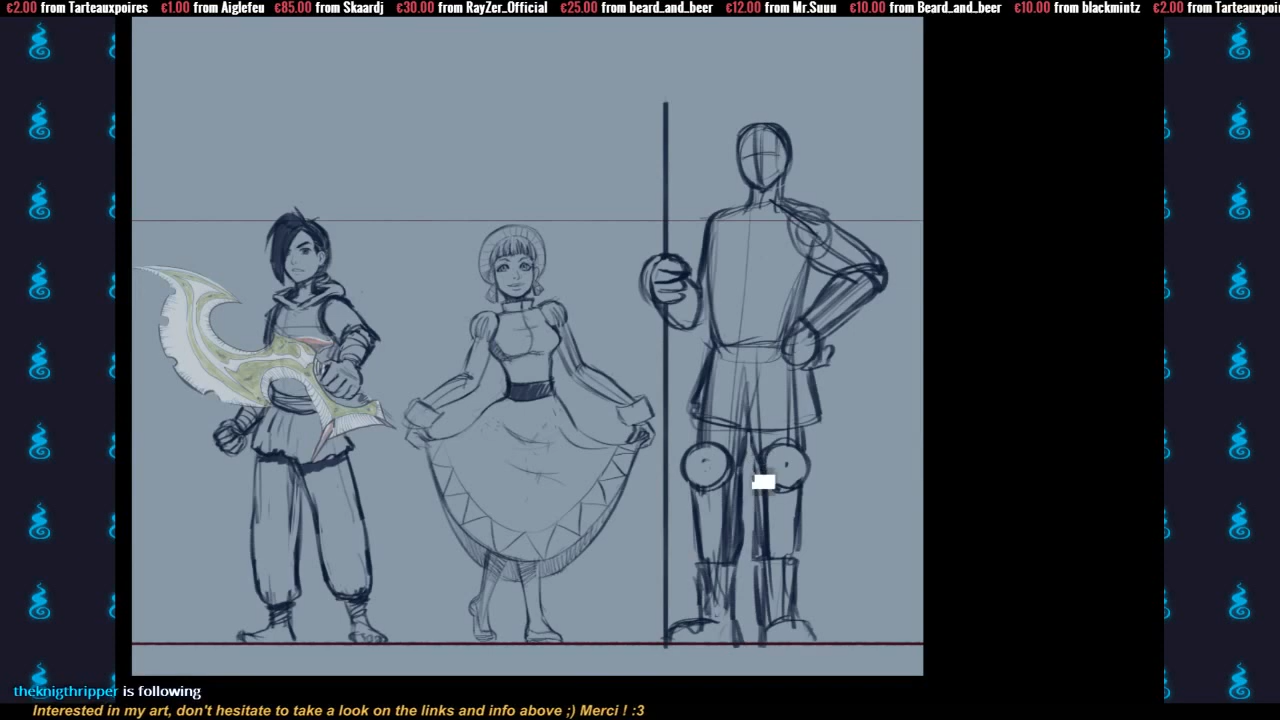 €2.00 from Tarteauxpoires €1.00 from Aiglefeu €85.00 from Skaardj €30.00 from RayZer_Official €25.00 from beard_and_beer €12.00 from Mr.Suuu €10.00 from Beard_and_beer €10.00 from blackmintz €2.00 from Tarteauxpoir
theknigthripper is following
Interested in my art, don't hesitate to take a look on the links and info above ;) Merci ! :3